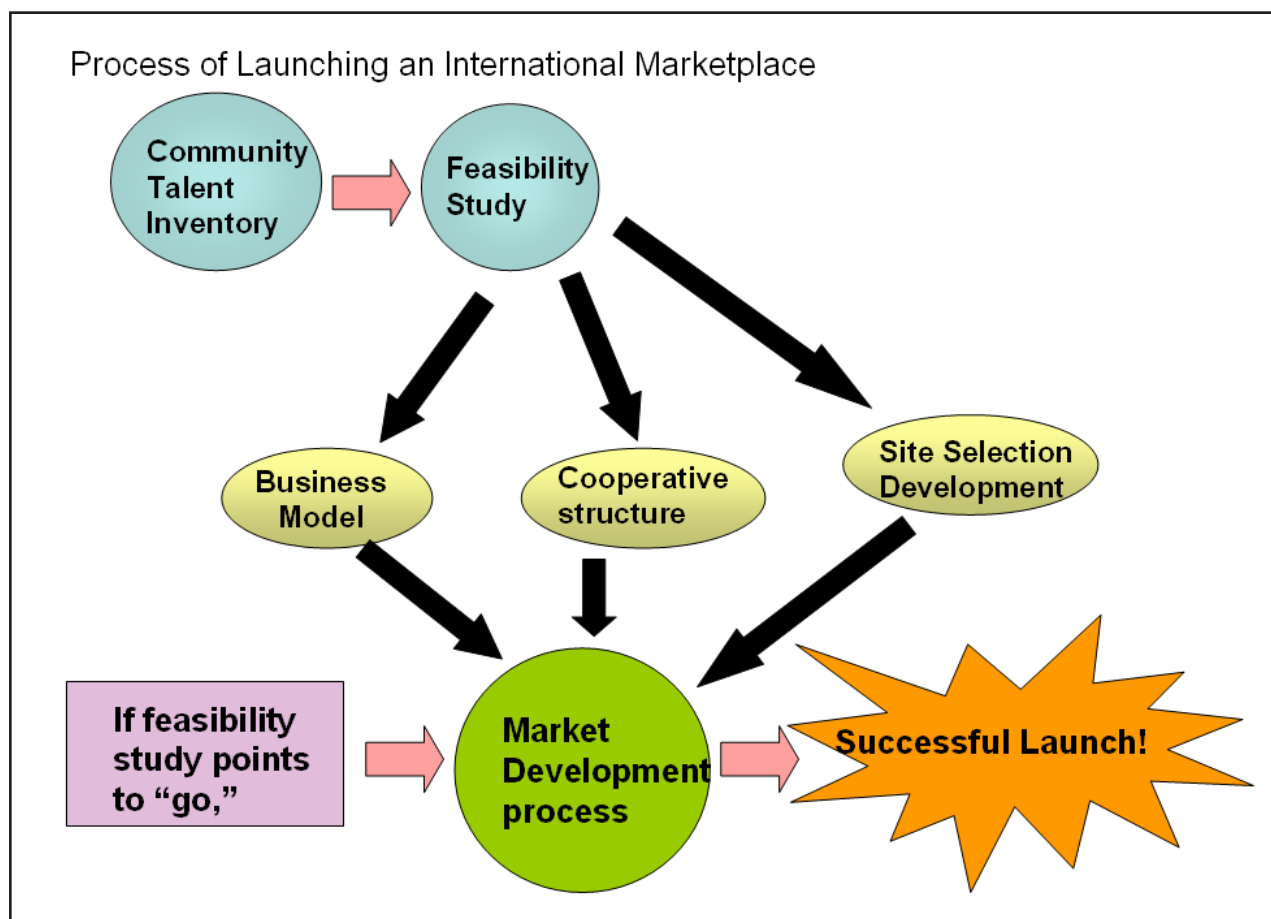 Process of Launching an International Marketplace
Community
Talent
Inventory
Feasibility
Study
Business
Model
Cooperative
structure
Site Selection
Development
If feasibility
study points
to “go,”
Market
Development
process
Successful Launch!